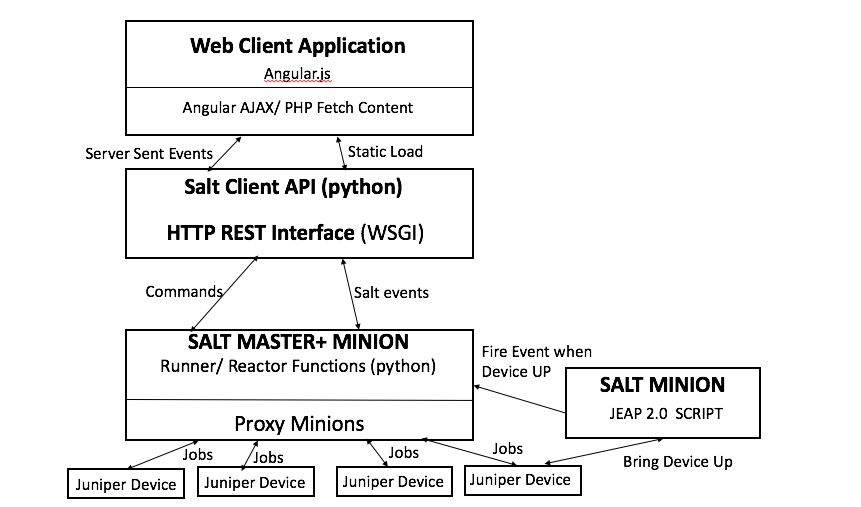 Web Client Application
Angular.js
Angular AJAX/ PHP Fetch Content
Server Sent Events
Static Load
Salt Client API (python)
HTTP REST Interface (WSGI)
Commands
Salt events
SALT MASTER+ MINION
Runner/ Reactor Functions (python)
Proxy Minions
Fire Event when
Device UP
SALT MINION
JEAP 2.0 SCRIPT
Jobs
Jobs
Jobs
Jobs
Bring Device Up
Juniper Device
Juniper Device
Juniper Device
Juniper Device